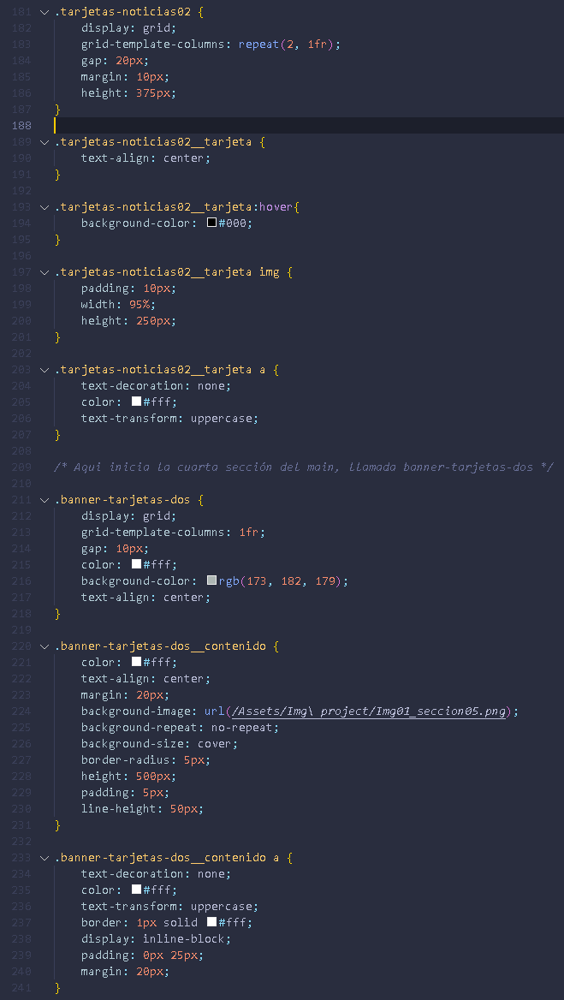 181 .tarjetas-noticias02 {
182 display: grid;
183 grid-template-columns: repeat(2, 1fr);
184 gap: 20px;
185 margin: 10px;
186 height: 375px;
187 }
188
189 .tarjetas-noticias02__tarjeta {
190 text-align: center;
191 }
192
193 .tarjetas-noticias02__tarjeta:hover{
194 background-color: #000;
195 }
196
197 .tarjetas-noticias02__tarjeta img {
198 padding: 10px;
199 width: 95%;
200 height: 250px;
201 }
202
203 .tarjetas-noticias02__tarjeta a {
204 text-decoration: none;
205 color: #fff;
206 text-transform: uppercase;
207 }
208
209 /* Aqui inicia la cuarta sección del main, llamada banner-tarjetas-dos */
210
211 .banner-tarjetas-dos {
212 display: grid;
213 grid-template-columns: 1fr;
214 gap: 10px;
215 color: #fff;
216 background-color: rgb(173, 182, 179);
217 text-align: center;
218 }
219
220 .banner-tarjetas-dos__contenido {
221 color: #fff;
222 text-align: center;
223 margin: 20px;
224 background-image: url(/Assets/Img\ project/Img01_seccion05.png);
225 background-repeat: no-repeat;
226 background-size: cover;
227 border-radius: 5px;
228 height: 500px;
229 padding: 5px;
230 line-height: 50px;
231 }
232
233 .banner-tarjetas-dos__contenido a {
234 text-decoration: none;
235 color: #fff;
236 text-transform: uppercase;
237 border: 1px solid #fff;
238 display: inline-block;
239 padding: 0px 25px;
240 margin: 20px;
241 }